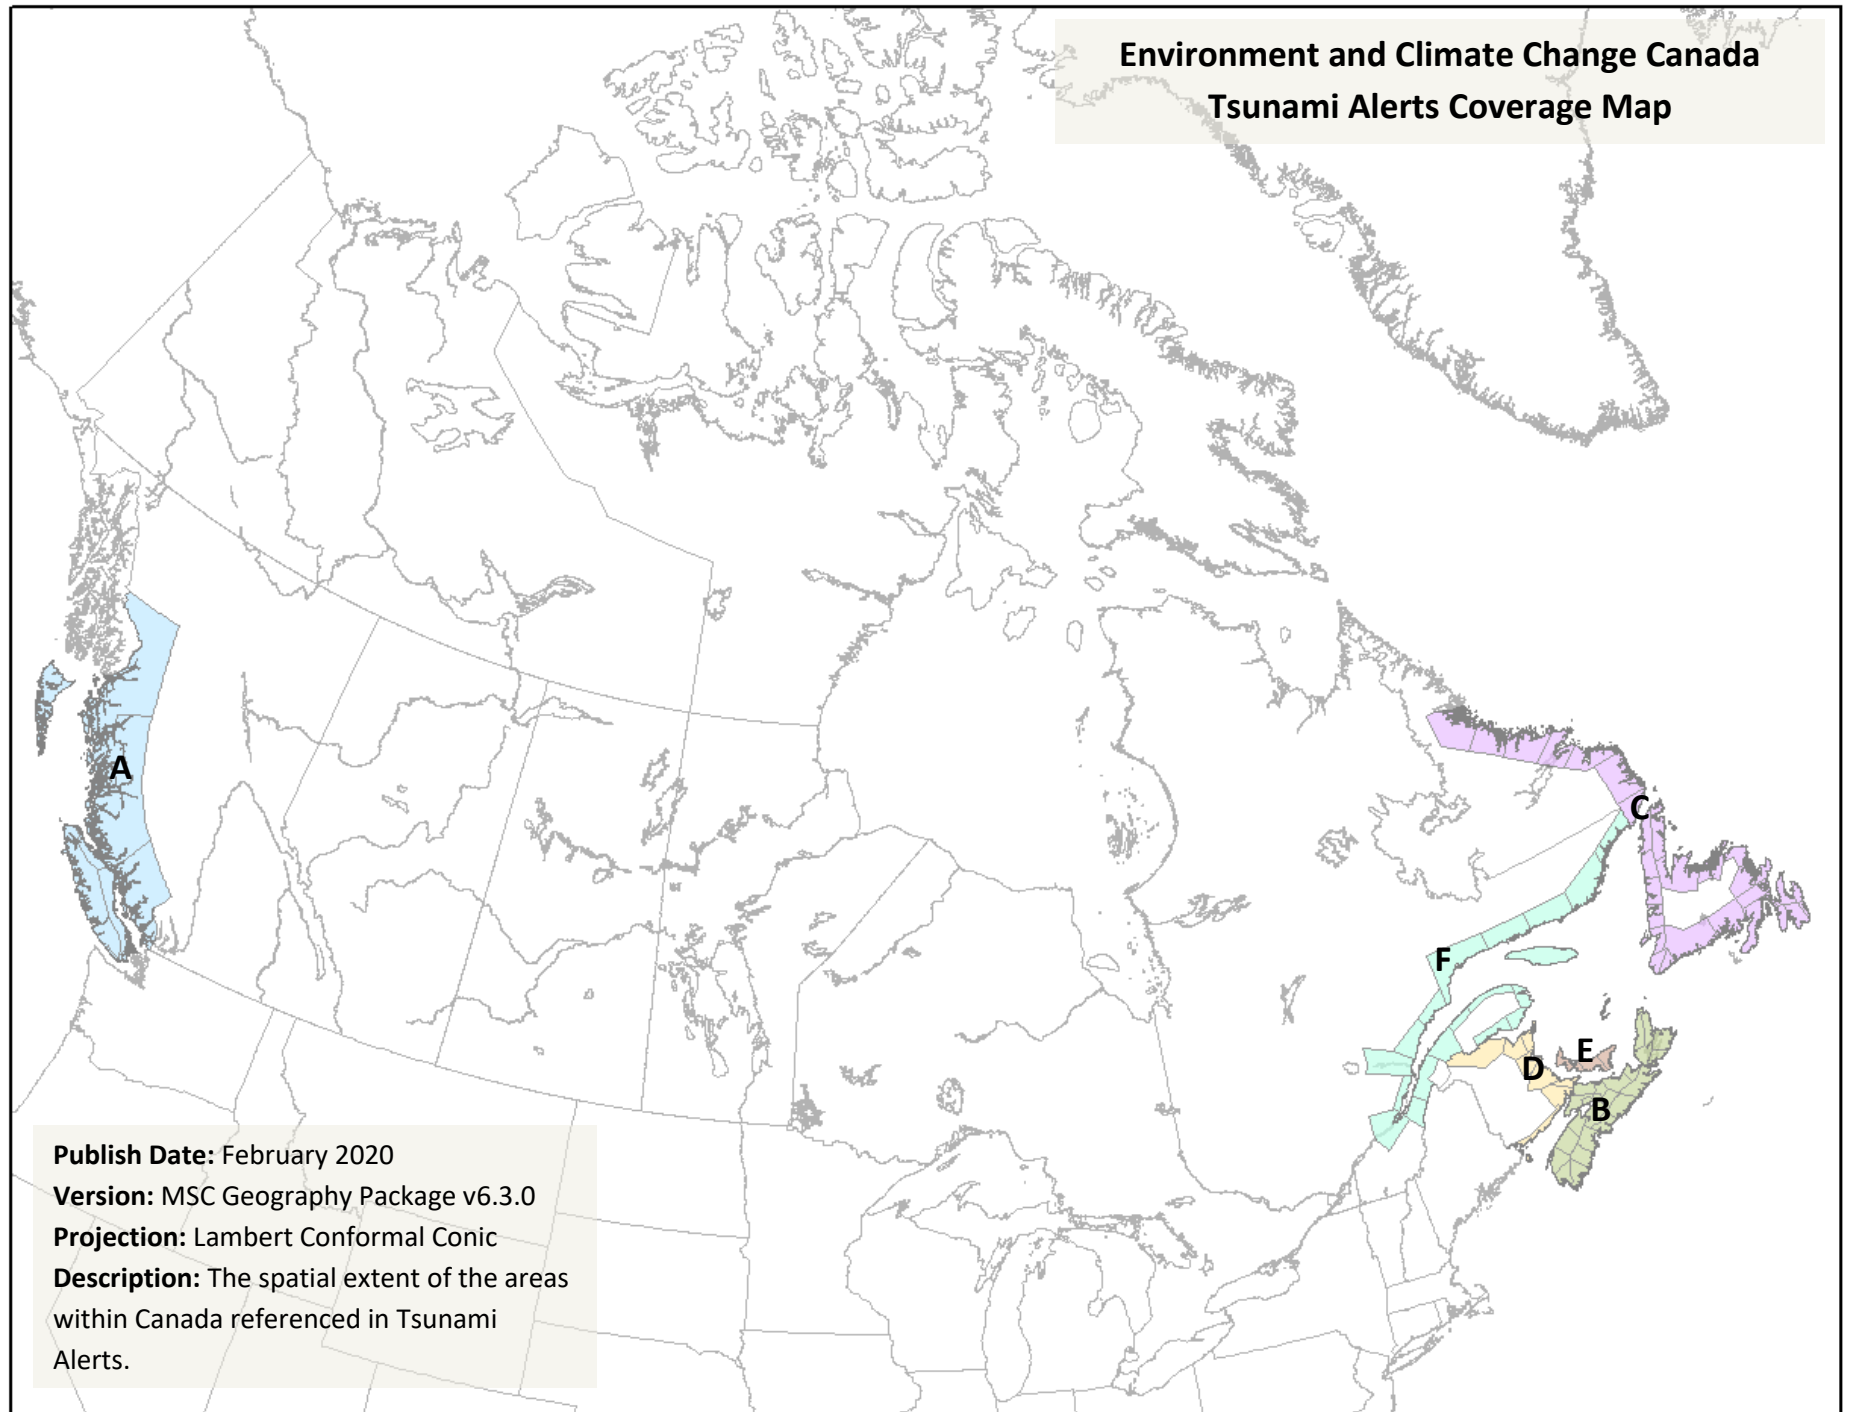 Environment and Climate Change Canada
Tsunami Alerts Coverage Map
A
C
F
E
D
B
Publish Date: February 2020
Version: MSC Geography Package v6.3.0
Projection: Lambert Conformal Conic
Description: The spatial extent of the areas
within Canada referenced in Tsunami
Alerts.